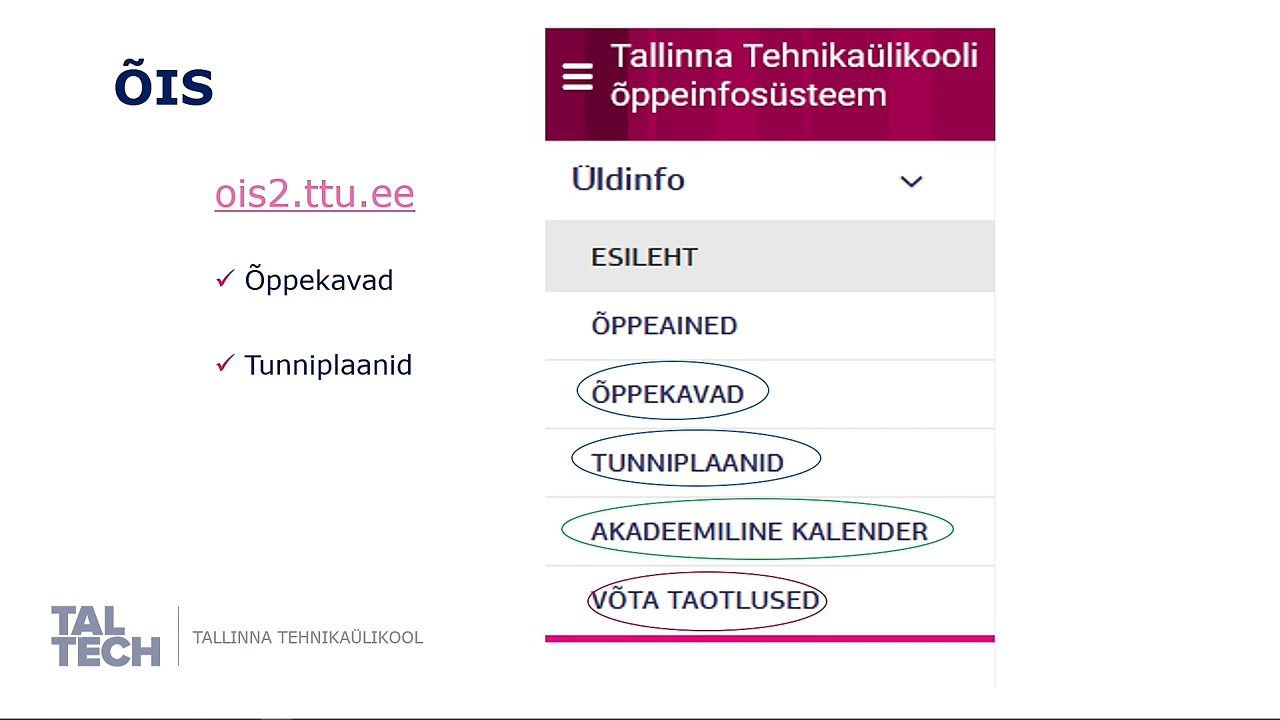 ÕIS
ois2.ttu.ee
Õppekavad
Tunniplaanid
Tallinna Tehnikaülikooli
õppeinfosüsteem
Üldinfo
ESILEHT
ÕPPEAINED
ÕPPEKAVAD
TUNNIPLAANID
AKADEEMILINE KALENDER
VÕTA TAOTLUSED
TAL
TECH
TALLINNA TEHNIKAÜLIKOOL